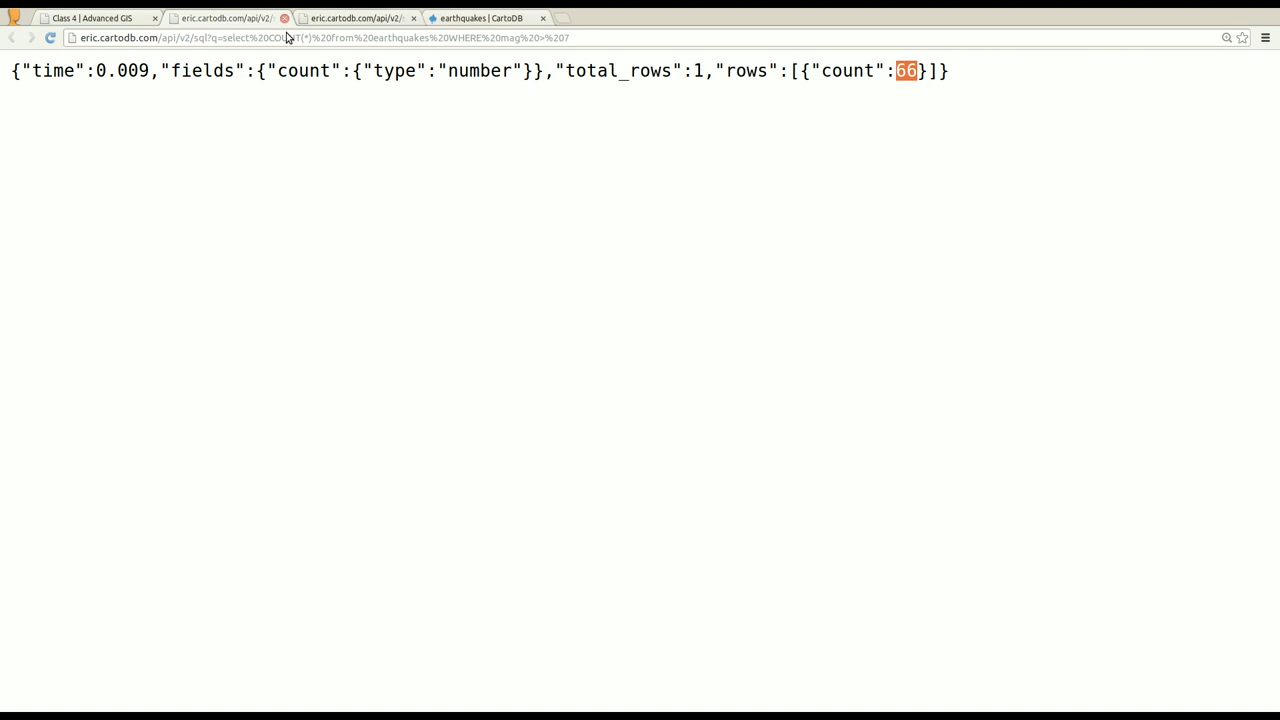 Class 4 | Advanced GIS
eric.cartodb.com/api/v2/
eric.cartodb.com/api/v2/
earthquakes | CartoDB
eric.cartodb.com/api/v2/sql?q=select%20COUNT(*)%20from%20earthquakes%20WHERE%20mag%20>%207
{"time":0.009,"fields":{"count":{"type":"number"}},"total_rows":1,"rows":[{"count":66}]}